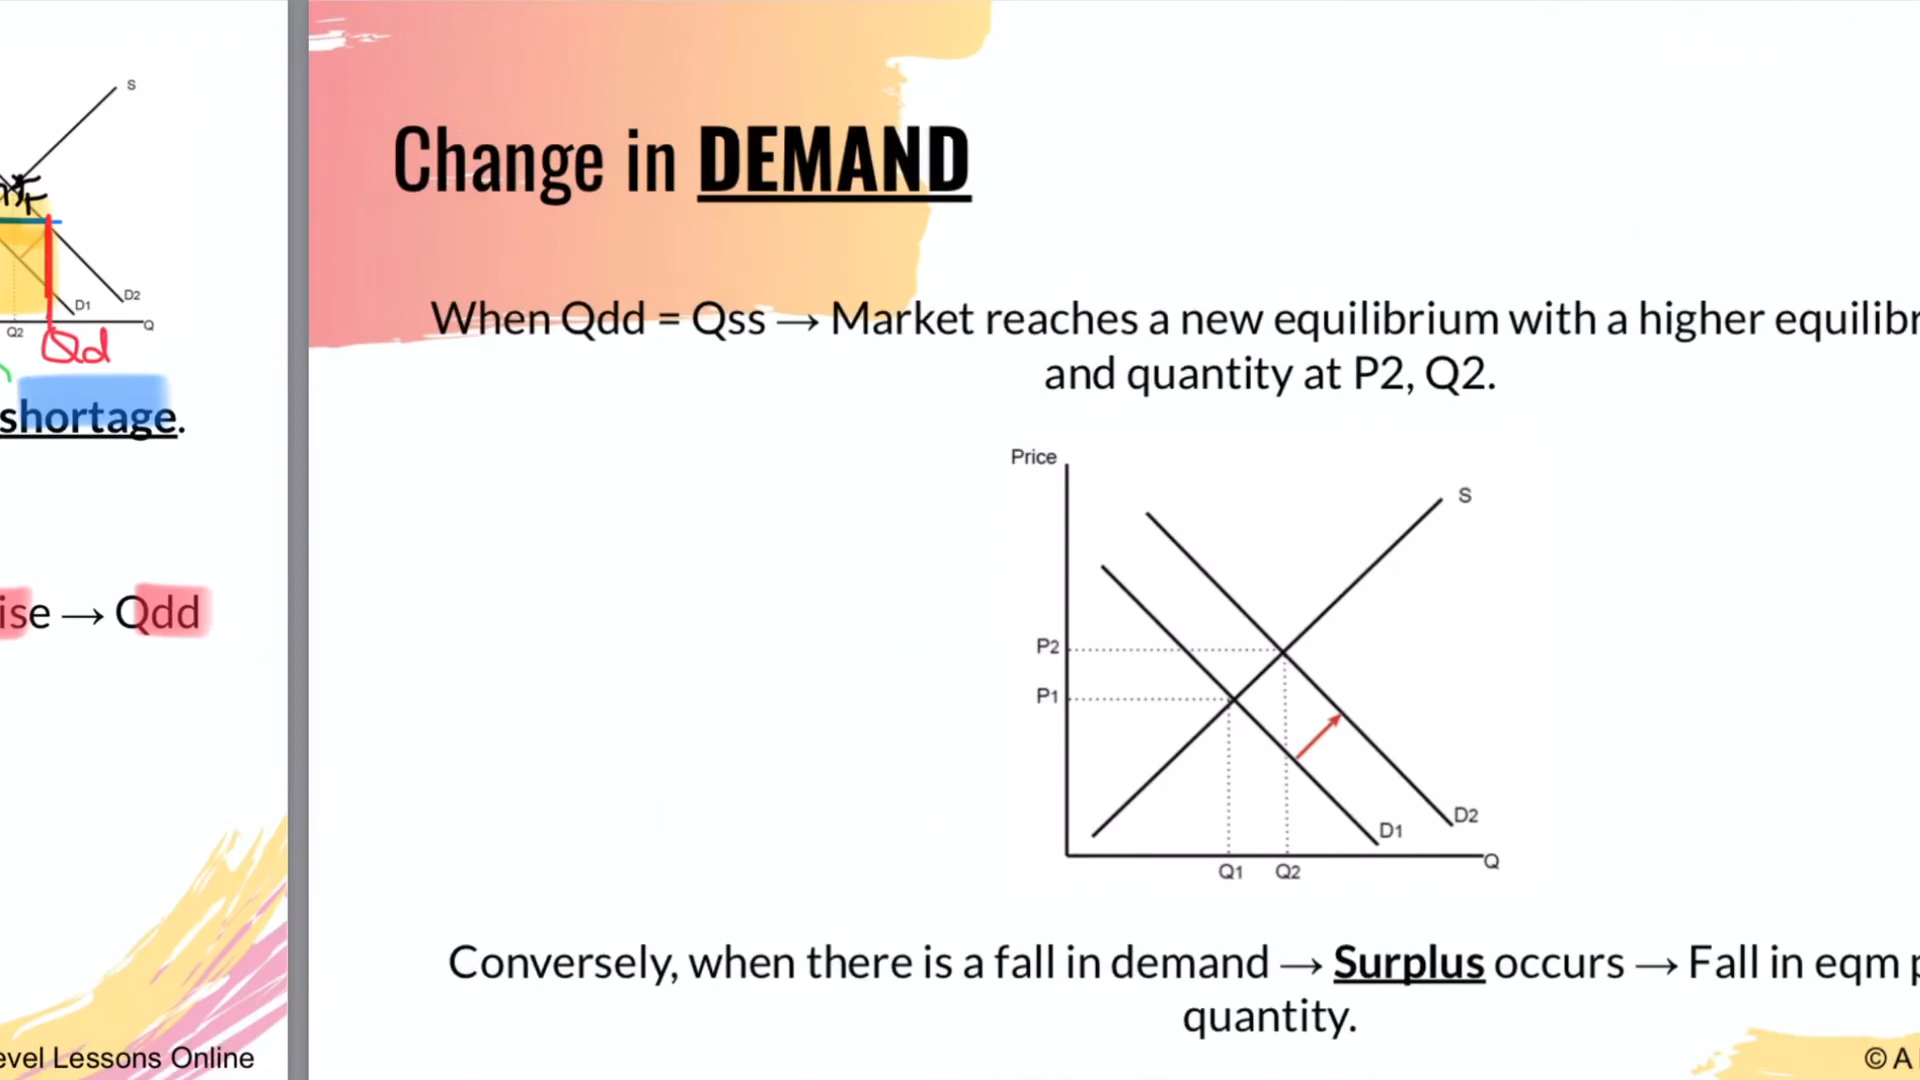 S
D1
D2
Q2
Q
Qd
shortage.
ise → Qdd
evel Lessons Online
Change in DEMAND
When Qdd = Qss → Market reaches a new equilibrium with a higher equilibr
and quantity at P2, Q2.
Price
S
P2
P1
D1
D2
Q1
Q2
Q
Conversely, when there is a fall in demand → Surplus occurs → Fall in eqm p
quantity.
© A